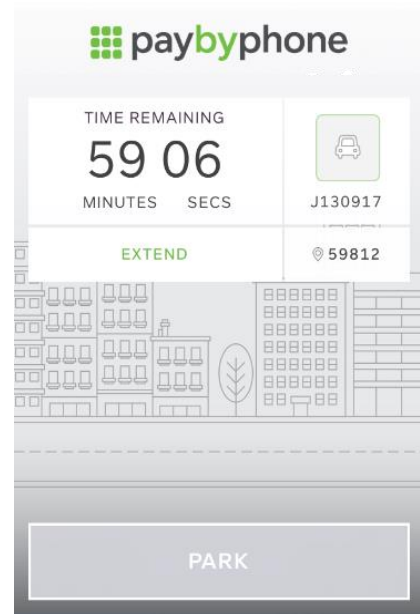 paybyphone
TIME REMAINING
59 06
MINUTES SECS
J130917
EXTEND
59812
PARK